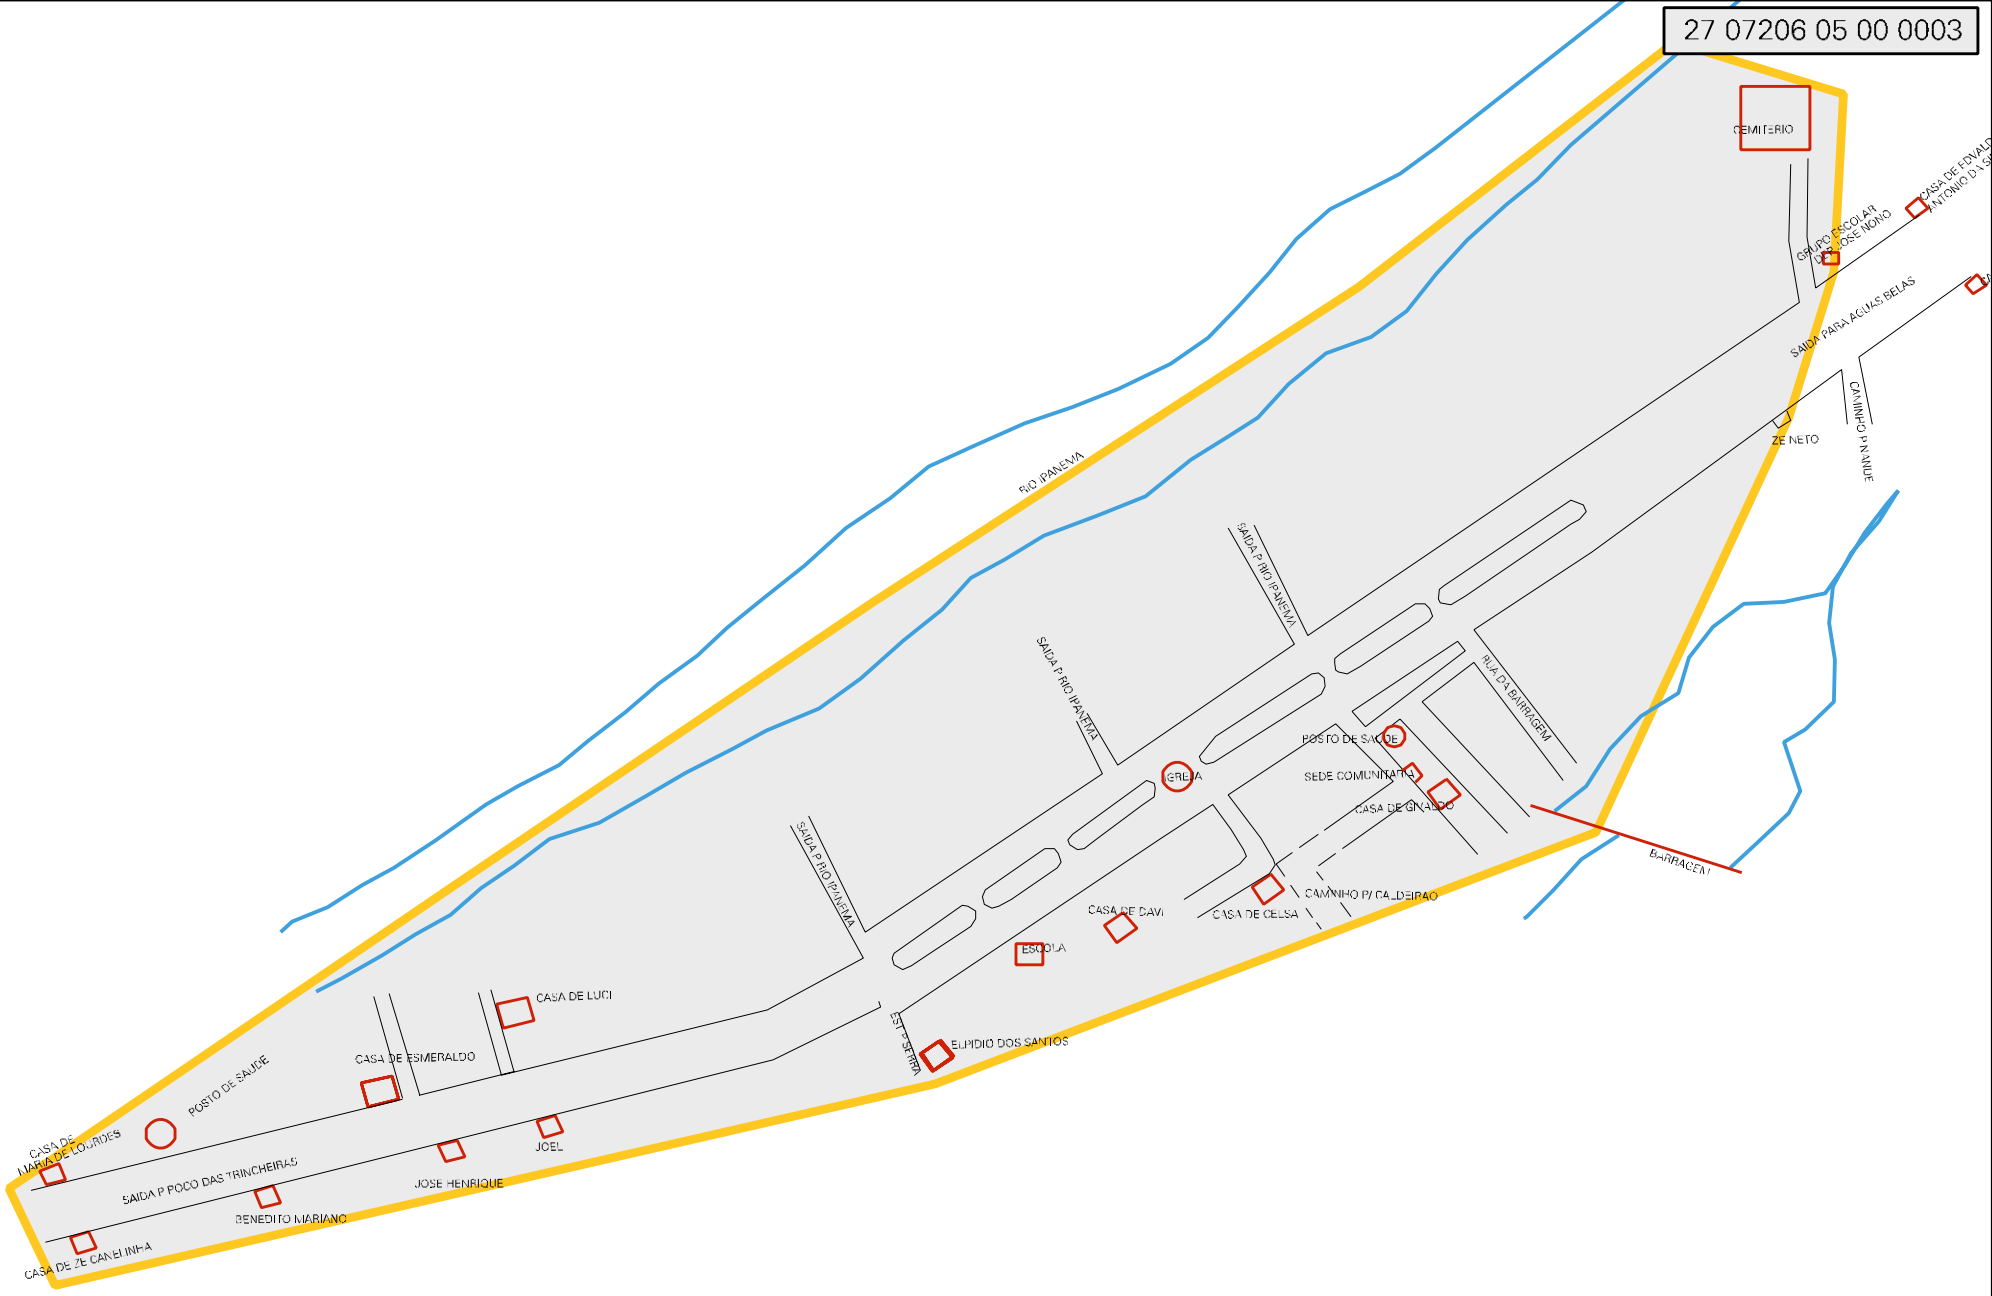 27 07206 05 00 0003
CEMITERIO
CASA DE EDVALD
ANTONIO DA
GRUPO ESCOLAR
DEP JOSE NONO
SAIDA PARA AGUAS BELAS
ZE NETO
CAMINHO P NANDE
RIO IPANEMA
SAIDA P RIO IPANEMA
SAIDA P RIO IPANEMA
SAIDA P RIO IPANEMA
RUA DA BARRAGEM
POSTO DE SAUDE
IGREJA
SEDE COMUNITARIA
CASA DE GIVALDO
BARRAGEM
CAMINHO P/ CALDEIRAO
CASA DE CELSA
CASA DE DAVI
ESCOLA
EST P SERRA
ELPIDIO DOS SANTOS
CASA DE LUCI
CASA DE ESMERALDO
POSTO DE SAUDE
CASA DE
MARIA DE LOURDES
SAIDA P POCO DAS TRINCHEIRAS
JOEL
JOSE HENRIQUE
BENEDITO MARIANO
CASA DE ZE CANELINHA